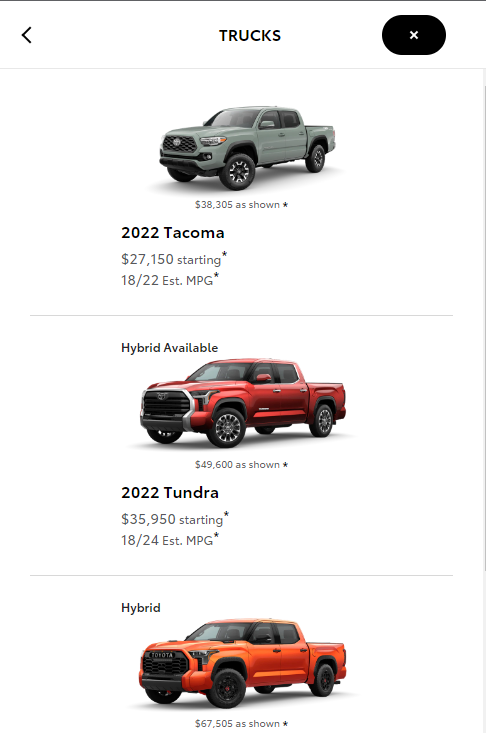 TRUCKS
$38,305 as shown *
2022 Tacoma
$27,150 starting*
18/22 Est. MPG*
Hybrid Available
$49,600 as shown *
2022 Tundra
$35,950 starting*
18/24 Est. MPG*
Hybrid
TOYOTA
$67,505 as shown *